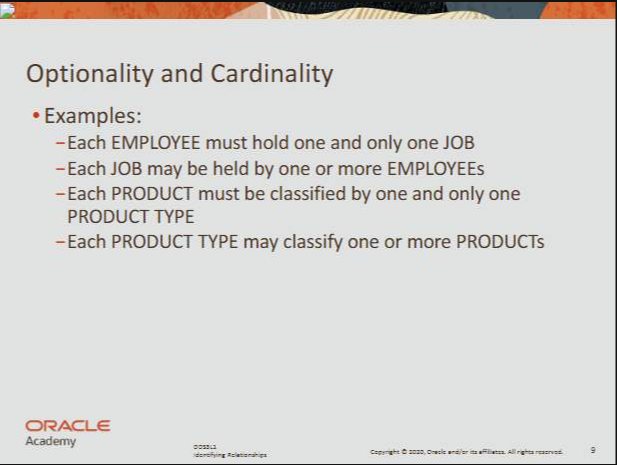 Optionality and Cardinality
• Examples:
–Each EMPLOYEE must hold one and only one JOB
–Each JOB may be held by one or more EMPLOYEEs
–Each PRODUCT must be classified by one and only one
PRODUCT TYPE
–Each PRODUCT TYPE may classify one or more PRODUCTs
ORACLE
Academy
Identifying Relationships
Copyright © 2020, Oracle and/or its affiliates. All rights reserved.
9